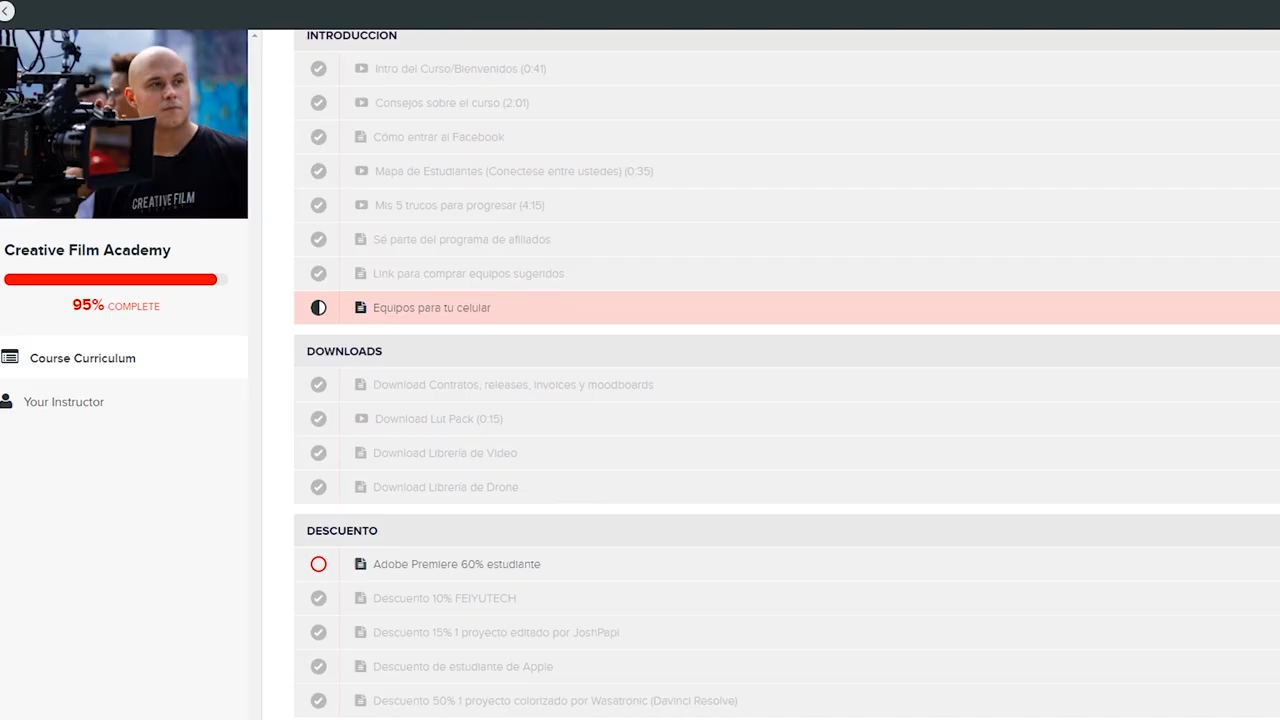 CREATIVE FILM
Creative Film Academy
95% COMPLETE
Course Curriculum
Your Instructor
INTRODUCCION
Intro del Curso/Bienvenidos (0:41)
Consejos sobre el curso (2:01)
Cómo entrar al Facebook
Mapa de Estudiantes (Conectese entre ustedes) (0:35)
Mis 5 trucos para progresar (4:15)
Sé parte del programa de afiliados
Link para comprar equipos sugeridos
Equipos para tu celular
DOWNLOADS
Download Contratos, releases, invoices y moodboards
Download Lut Pack (0:15)
Download Librería de Video
Download Librería de Drone
DESCUENTO
Adobe Premiere 60% estudiante
Descuento 10% FEIYUTECH
Descuento 15% 1 proyecto editado por JoshPapi
Descuento de estudiante de Apple
Descuento 50% 1 proyecto colorizado por Wasatronic (Davinci Resolve)